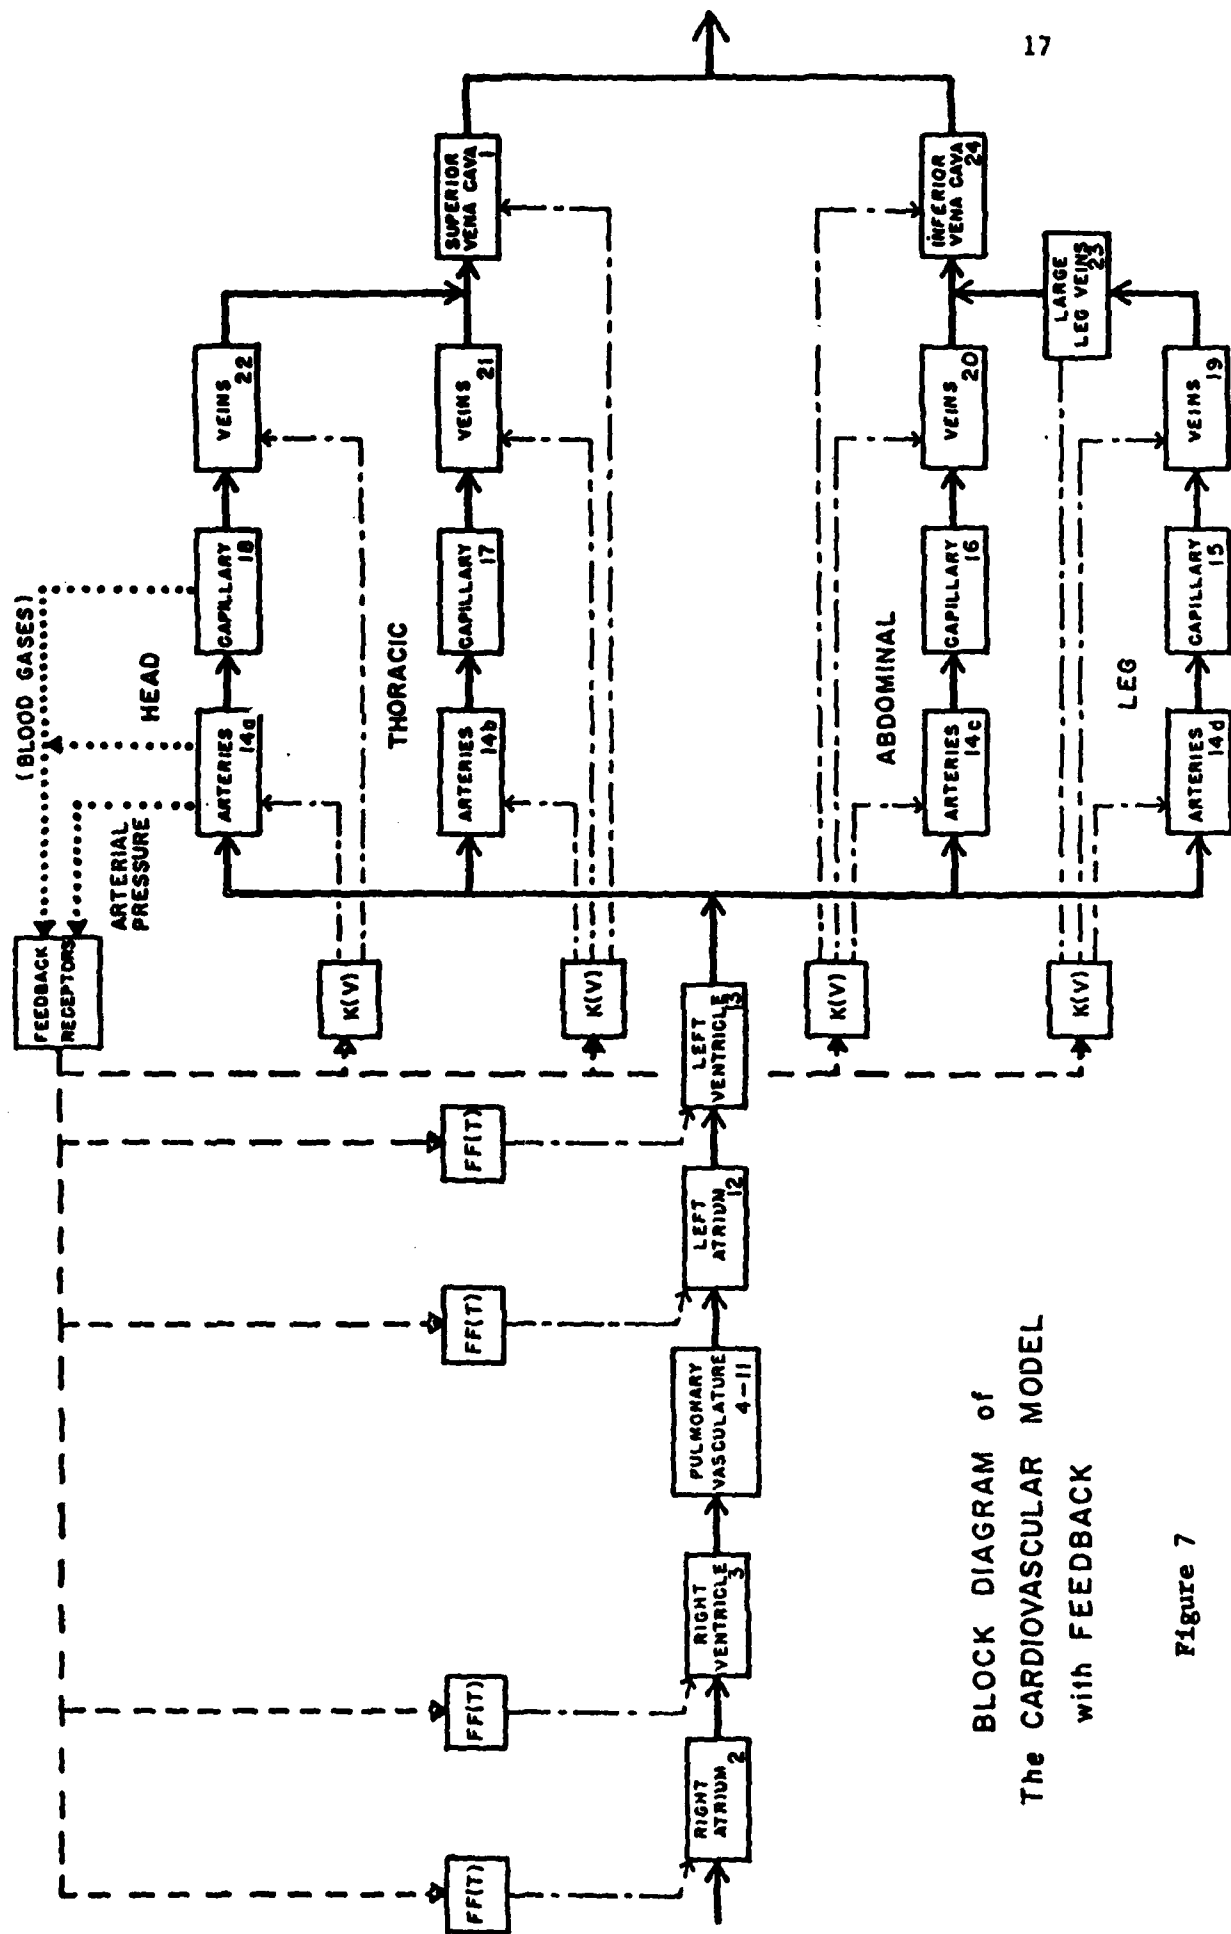 17
(BLOOD GASES)
HEAD
ARTERIAL
PRESSURE
FEEDBACK
RECEPTORS
ARTERIES
14a
CAPILLARY
18
VEINS
22
K(V)
THORACIC
ARTERIES
14b
CAPILLARY
17
VEINS
21
SUPERIOR
VENA CAVA
1
K(V)
ABDOMINAL
ARTERIES
14c
CAPILLARY
16
VEINS
20
INFERIOR
VENA CAVA
24
K(V)
LEG
ARTERIES
14d
CAPILLARY
15
VEINS
19
LARGE
LEG VEINS
23
K(V)
FF(T)
FF(T)
FF(T)
FF(T)
RIGHT
ATRIUM
2
RIGHT
VENTRICLE
3
PULMONARY
VASCULATURE
4-11
LEFT
ATRIUM
12
LEFT
VENTRICLE
13
BLOCK DIAGRAM of
The CARDIOVASCULAR MODEL
with FEEDBACK
Figure 7